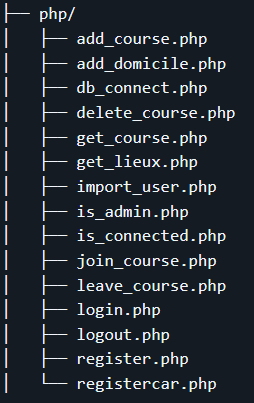 ├── php/
│   ├── add_course.php
│   ├── add_domicile.php
│   ├── db_connect.php
│   ├── delete_course.php
│   ├── get_course.php
│   ├── get_lieux.php
│   ├── import_user.php
│   ├── is_admin.php
│   ├── is_connected.php
│   ├── join_course.php
│   ├── leave_course.php
│   ├── login.php
│   ├── logout.php
│   ├── register.php
│   └── registercar.php